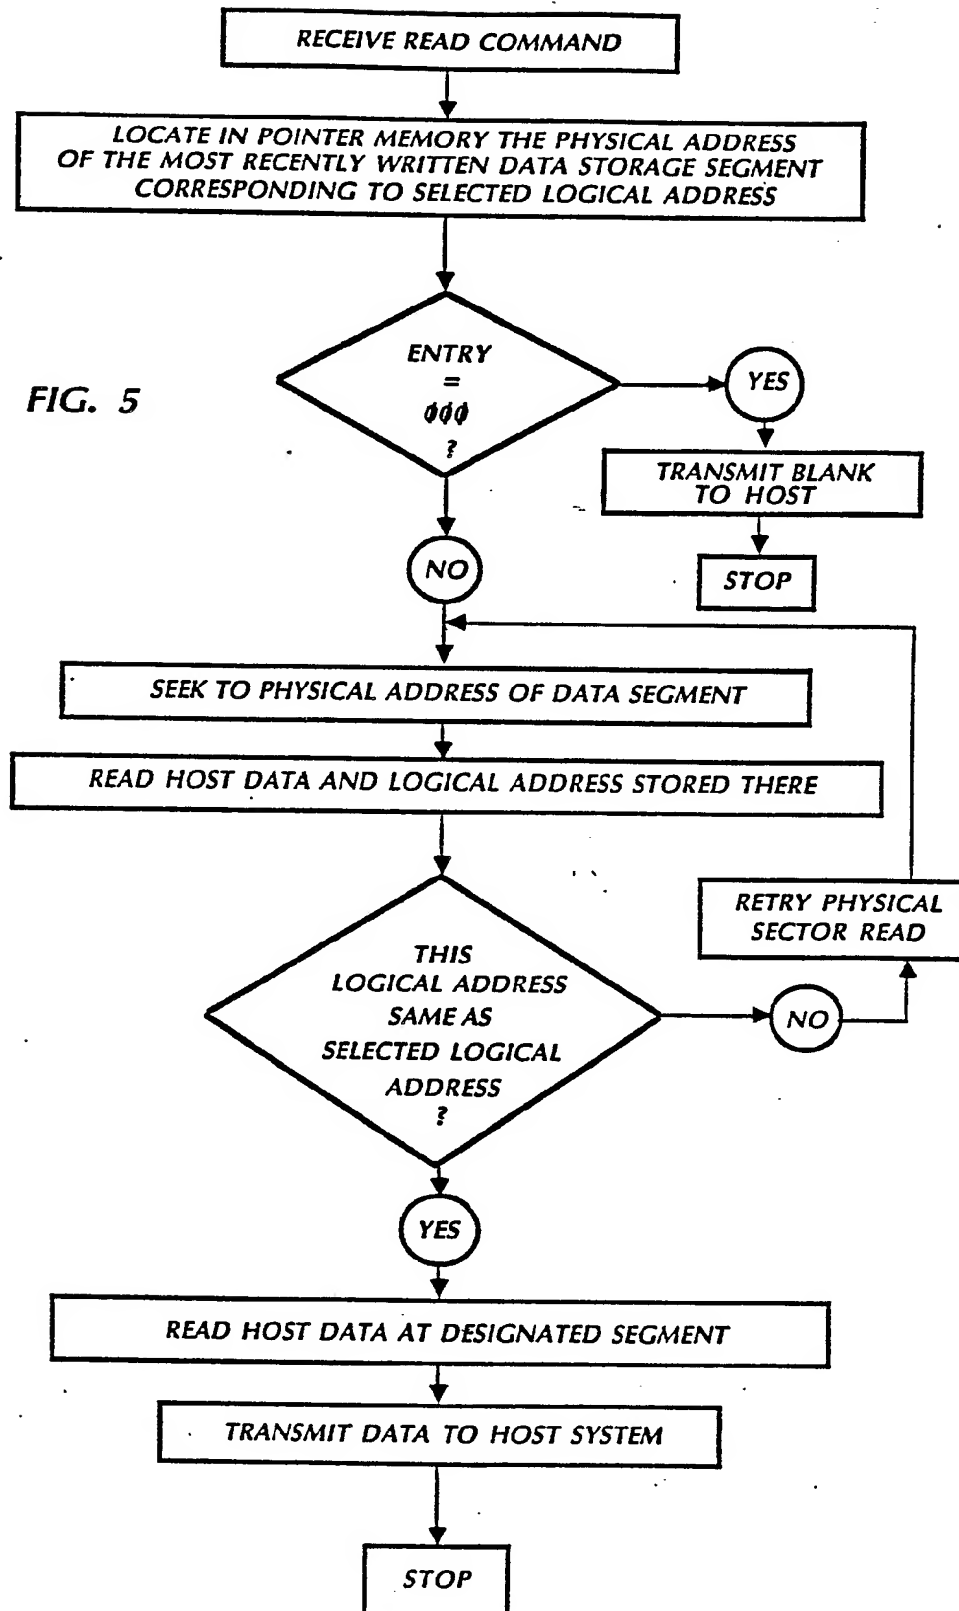 RECEIVE READ COMMAND
LOCATE IN POINTER MEMORY THE PHYSICAL ADDRESS
OF THE MOST RECENTLY WRITTEN DATA STORAGE SEGMENT
CORRESPONDING TO SELECTED LOGICAL ADDRESS
ENTRY
=
ϕϕϕ
?
FIG. 5
YES
TRANSMIT BLANK
TO HOST
STOP
NO
SEEK TO PHYSICAL ADDRESS OF DATA SEGMENT
READ HOST DATA AND LOGICAL ADDRESS STORED THERE
RETRY PHYSICAL
SECTOR READ
THIS
LOGICAL ADDRESS
SAME AS
SELECTED LOGICAL
ADDRESS
?
NO
YES
READ HOST DATA AT DESIGNATED SEGMENT
TRANSMIT DATA TO HOST SYSTEM
STOP